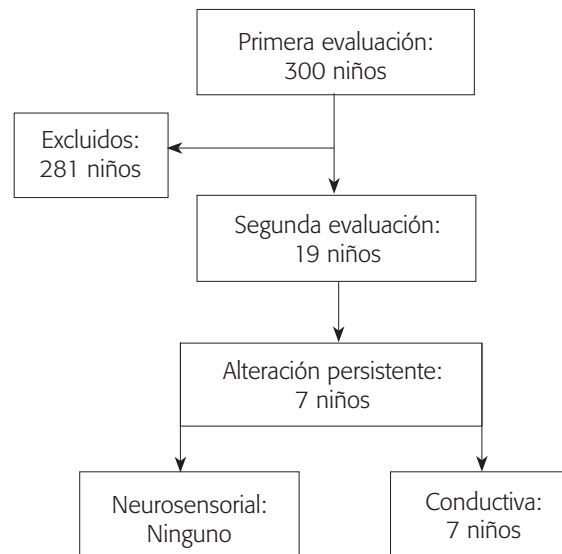 Primera evaluación:
300 niños
Excluidos:
281 niños
Segunda evaluación:
19 niños
Alteración persistente:
7 niños
Neurosensorial:
Ninguno
Conductiva:
7 niños